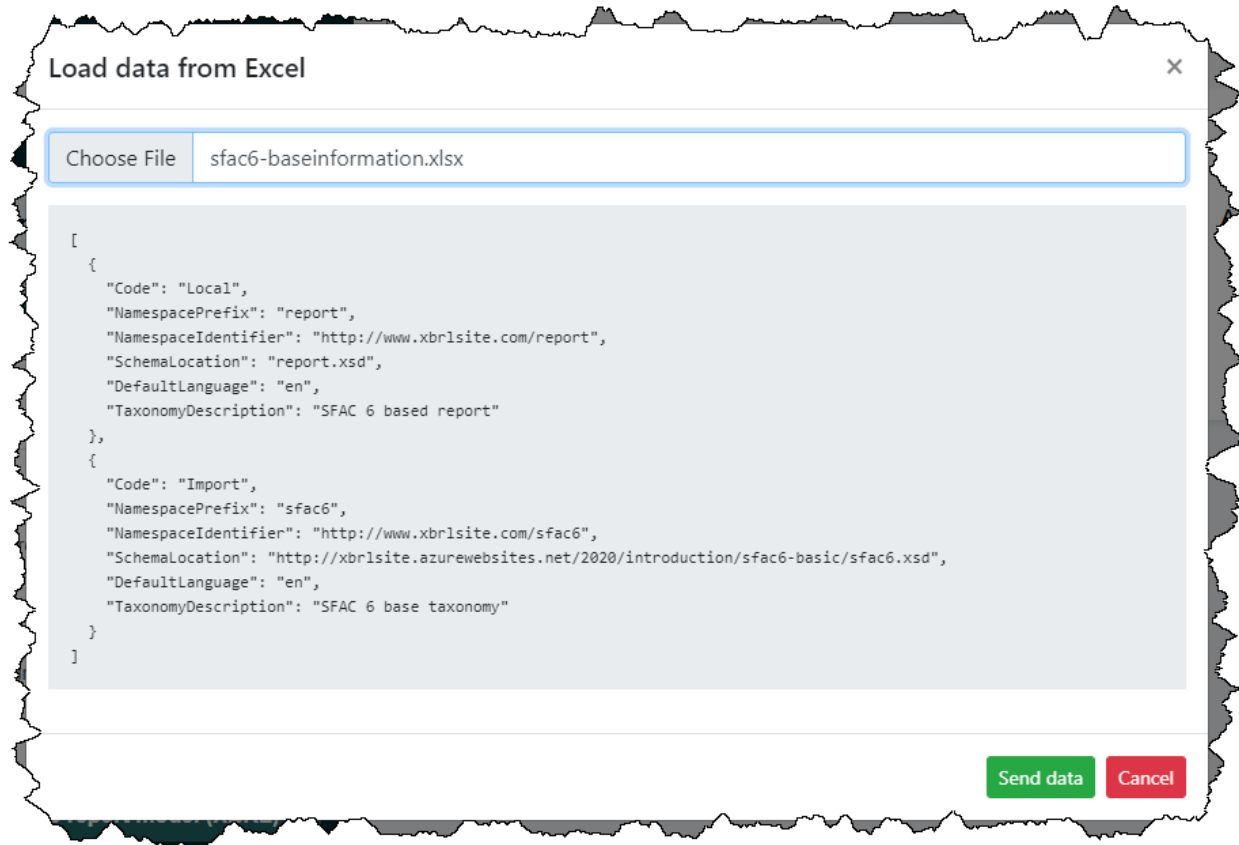 Load data from Excel ×
Choose File sfac6-baseinformation.xlsx
[
  {
    "Code": "Local",
    "NamespacePrefix": "report",
    "NamespaceIdentifier": "http://www.xbrlsite.com/report",
    "SchemaLocation": "report.xsd",
    "DefaultLanguage": "en",
    "TaxonomyDescription": "SFAC 6 based report"
  },
  {
    "Code": "Import",
    "NamespacePrefix": "sfac6",
    "NamespaceIdentifier": "http://www.xbrlsite.com/sfac6",
    "SchemaLocation": "http://xbrlsite.azurewebsites.net/2020/introduction/sfac6-basic/sfac6.xsd",
    "DefaultLanguage": "en",
    "TaxonomyDescription": "SFAC 6 base taxonomy"
  }
]
Send data Cancel